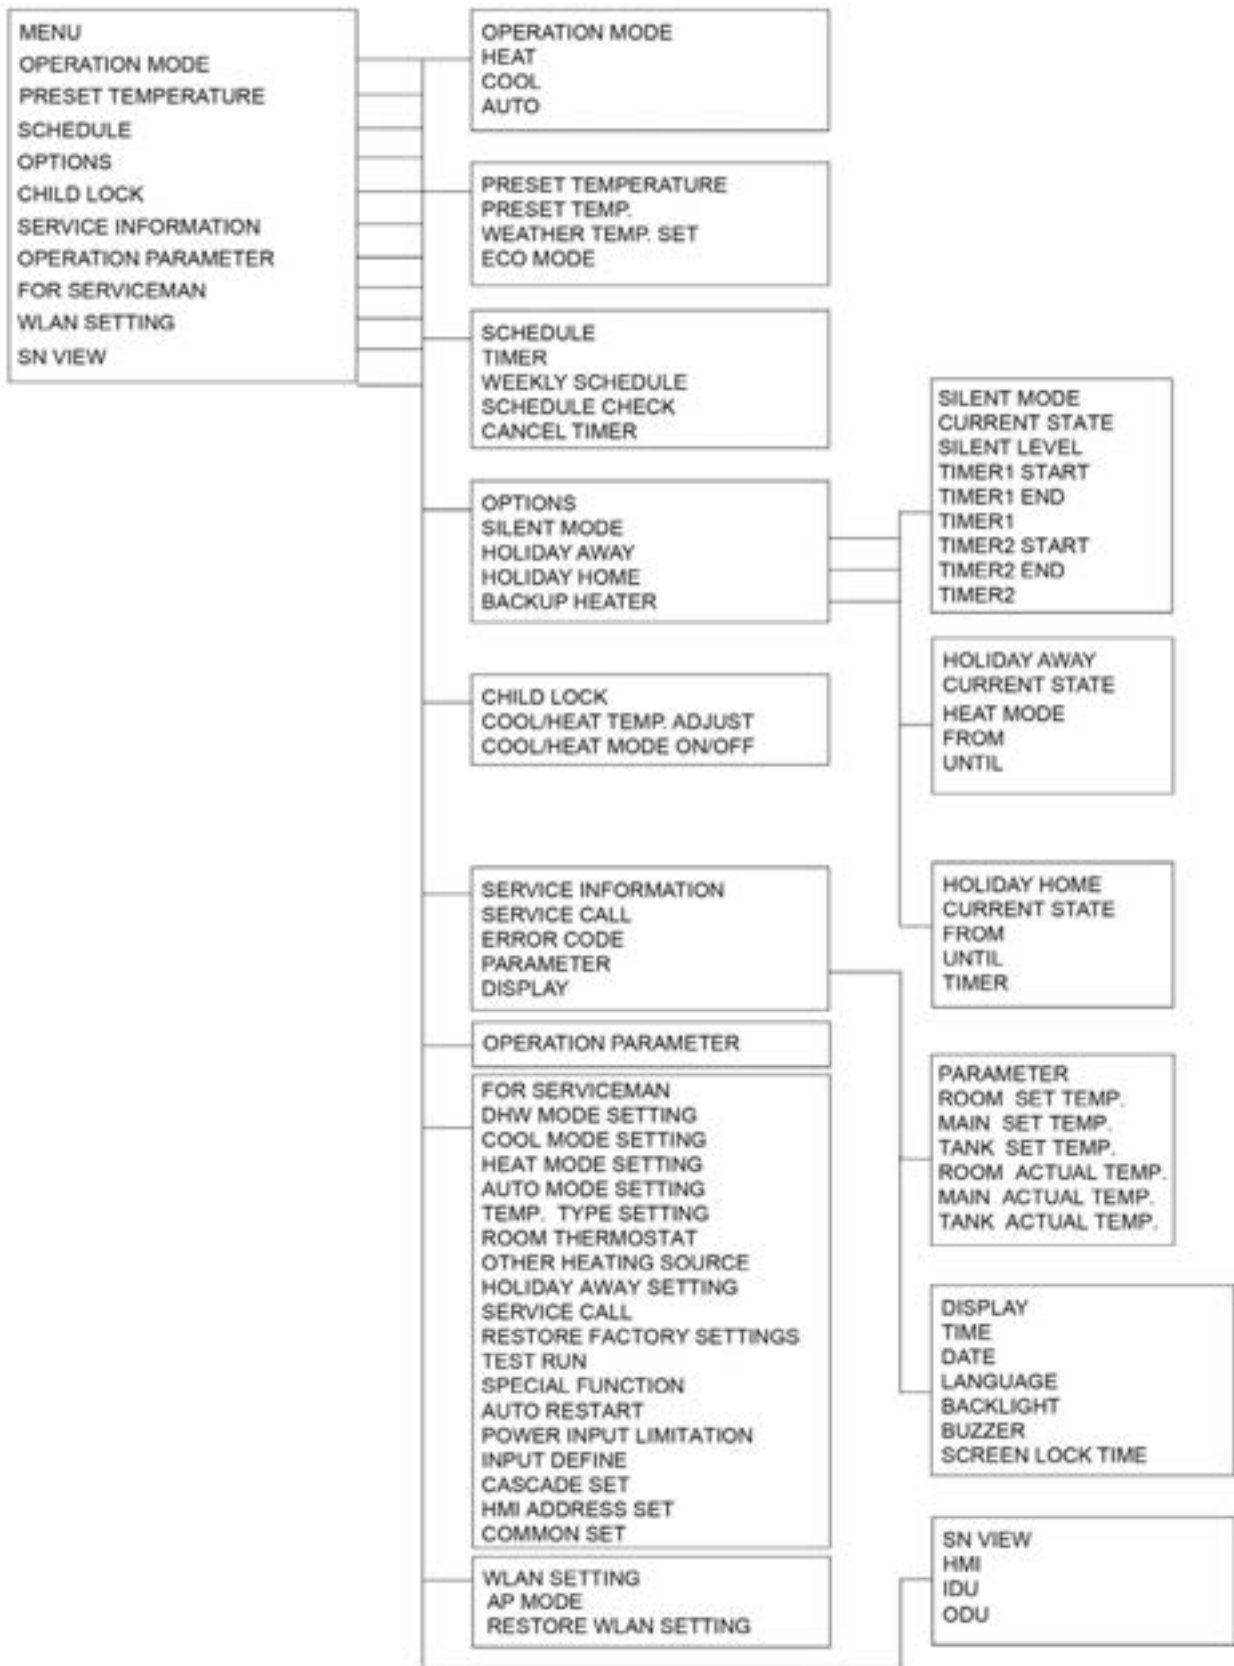 MENU
OPERATION MODE
PRESET TEMPERATURE
SCHEDULE
OPTIONS
CHILD LOCK
SERVICE INFORMATION
OPERATION PARAMETER
FOR SERVICEMAN
WLAN SETTING
SN VIEW
OPERATION MODE
HEAT
COOL
AUTO
PRESET TEMPERATURE
PRESET TEMP.
WEATHER TEMP. SET
ECO MODE
SCHEDULE
TIMER
WEEKLY SCHEDULE
SCHEDULE CHECK
CANCEL TIMER
OPTIONS
SILENT MODE
HOLIDAY AWAY
HOLIDAY HOME
BACKUP HEATER
CHILD LOCK
COOL/HEAT TEMP. ADJUST
COOL/HEAT MODE ON/OFF
SERVICE INFORMATION
SERVICE CALL
ERROR CODE
PARAMETER
DISPLAY
OPERATION PARAMETER
FOR SERVICEMAN
DHW MODE SETTING
COOL MODE SETTING
HEAT MODE SETTING
AUTO MODE SETTING
TEMP. TYPE SETTING
ROOM THERMOSTAT
OTHER HEATING SOURCE
HOLIDAY AWAY SETTING
SERVICE CALL
RESTORE FACTORY SETTINGS
TEST RUN
SPECIAL FUNCTION
AUTO RESTART
POWER INPUT LIMITATION
INPUT DEFINE
CASCADE SET
HMI ADDRESS SET
COMMON SET
WLAN SETTING
AP MODE
RESTORE WLAN SETTING
SILENT MODE
CURRENT STATE
SILENT LEVEL
TIMER1 START
TIMER1 END
TIMER1
TIMER2 START
TIMER2 END
TIMER2
HOLIDAY AWAY
CURRENT STATE
HEAT MODE
FROM
UNTIL
HOLIDAY HOME
CURRENT STATE
FROM
UNTIL
TIMER
PARAMETER
ROOM SET TEMP.
MAIN SET TEMP.
TANK SET TEMP.
ROOM ACTUAL TEMP.
MAIN ACTUAL TEMP.
TANK ACTUAL TEMP.
DISPLAY
TIME
DATE
LANGUAGE
BACKLIGHT
BUZZER
SCREEN LOCK TIME
SN VIEW
HMI
IDU
ODU